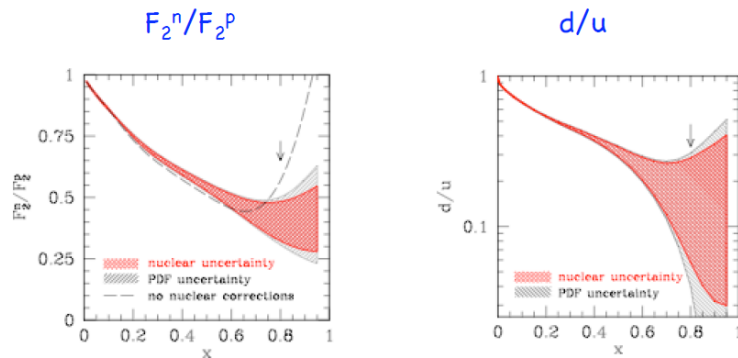 F₂ⁿ/F₂ᵖ
d/u
1
0.75
0.5
0.25
0
F₂ⁿ/F₂ᵖ
nuclear uncertainty
PDF uncertainty
no nuclear corrections
0 0.2 0.4 0.6 0.8 1
x
1
0.1
d/u
nuclear uncertainty
PDF uncertainty
0 0.2 0.4 0.6 0.8 1
x